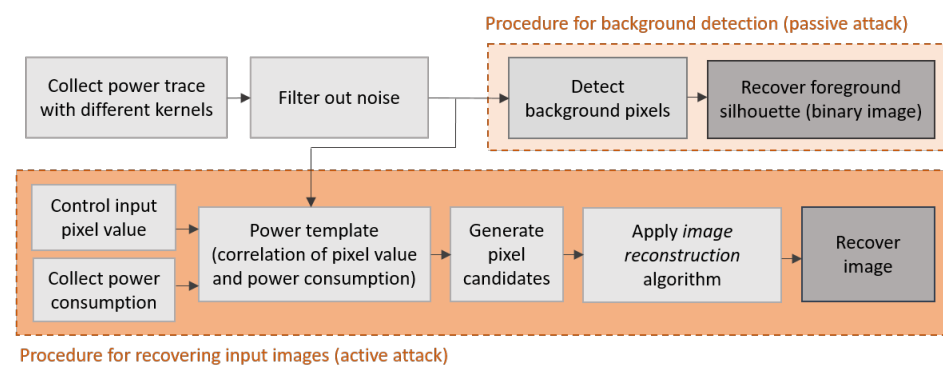 Procedure for background detection (passive attack)
Collect power trace
with different kernels
Filter out noise
Detect
background pixels
Recover foreground
silhouette (binary image)
Control input
pixel value
Collect power
consumption
Power template
(correlation of pixel value
and power consumption)
Generate
pixel
candidates
Apply image
reconstruction
algorithm
Recover
image
Procedure for recovering input images (active attack)